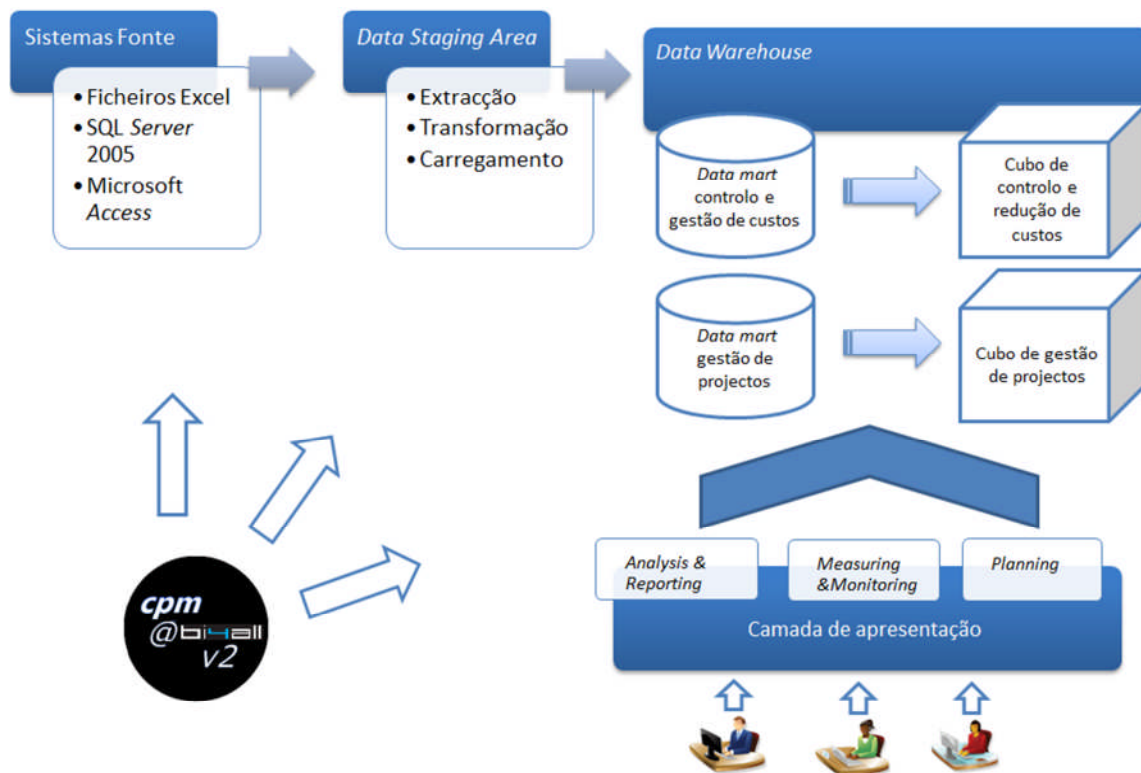 Sistemas Fonte
• Ficheiros Excel
• SQL Server
2005
• Microsoft
Access
Data Staging Area
• Extracção
• Transformação
• Carregamento
Data Warehouse
Data mart
controlo e
gestão de custos
Cubo de
controlo e
redução de
custos
Data mart
gestão de
projectos
Cubo de gestão
de projectos
cpm
@bi4all
v2
Analysis &
Reporting
Measuring
&Monitoring
Planning
Camada de apresentação